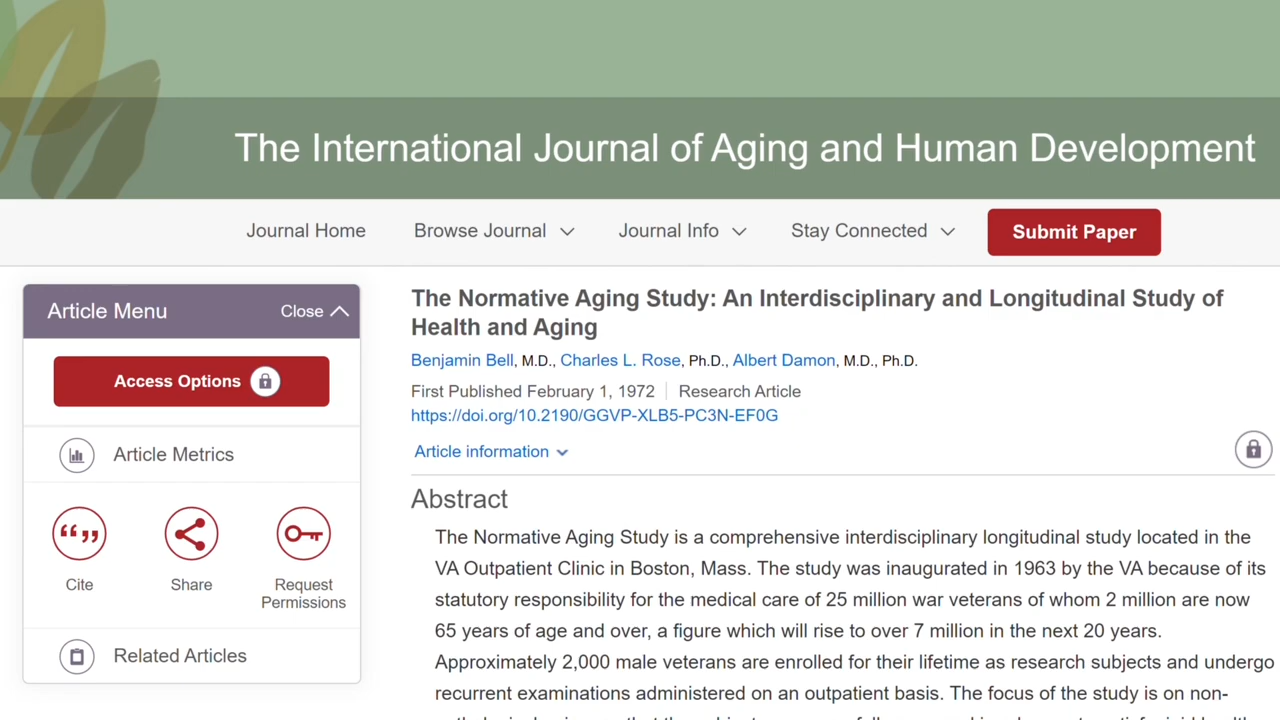 The International Journal of Aging and Human Development
Journal Home Browse Journal Journal Info Stay Connected Submit Paper
Article Menu Close
Access Options
Article Metrics
Cite Share Request Permissions
Related Articles
The Normative Aging Study: An Interdisciplinary and Longitudinal Study of
Health and Aging
Benjamin Bell, M.D., Charles L. Rose, Ph.D., Albert Damon, M.D., Ph.D.
First Published February 1, 1972 Research Article
https://doi.org/10.2190/GGVP-XLB5-PC3N-EF0G
Article information
Abstract
The Normative Aging Study is a comprehensive interdisciplinary longitudinal study located in the
VA Outpatient Clinic in Boston, Mass. The study was inaugurated in 1963 by the VA because of its
statutory responsibility for the medical care of 25 million war veterans of whom 2 million are now
65 years of age and over, a figure which will rise to over 7 million in the next 20 years.
Approximately 2,000 male veterans are enrolled for their lifetime as research subjects and undergo
recurrent examinations administered on an outpatient basis. The focus of the study is on non-